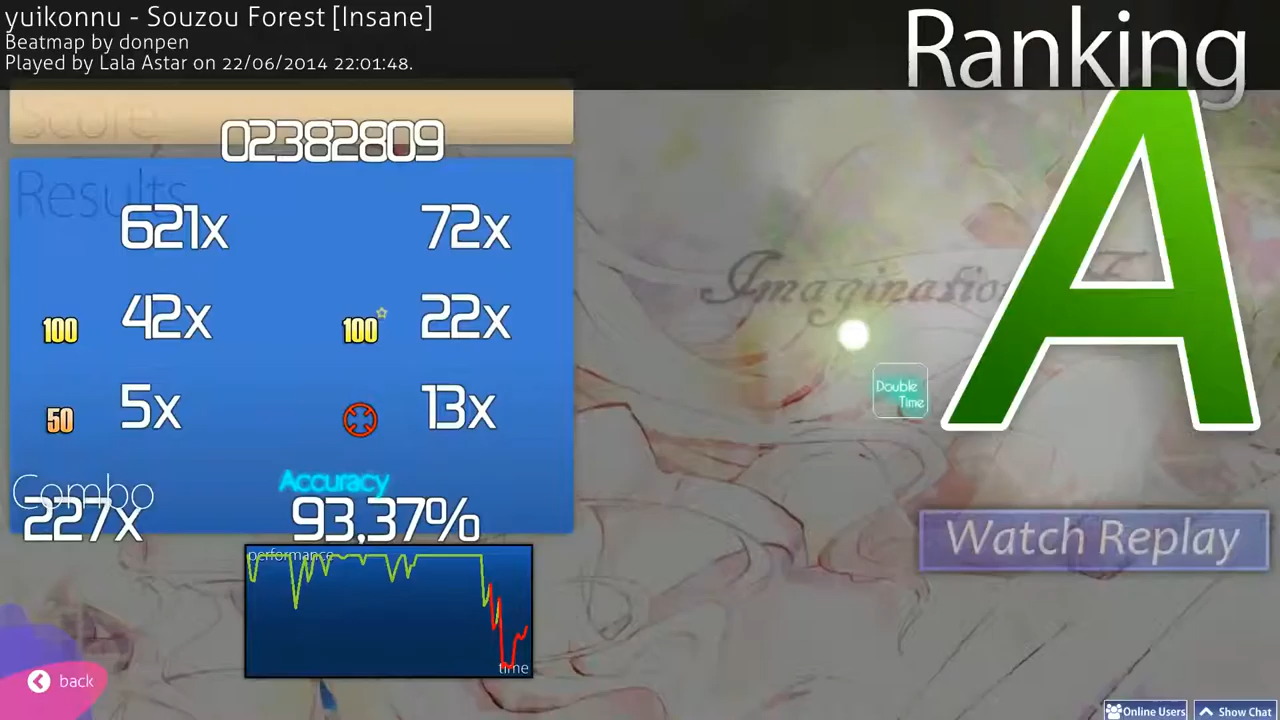 yuikonnu - Souzou Forest [Insane]
Beatmap by donpen
Played by Lala Astar on 22/06/2014 22:01:48.
Ranking
Score
02382809
Results
621x
72x
100
42x
100
22x
50
5x
13x
Combo
227x
Accuracy
93,37%
performance
time
Imagination
Double
Time
A
Watch Replay
back
Online Users
Show Chat